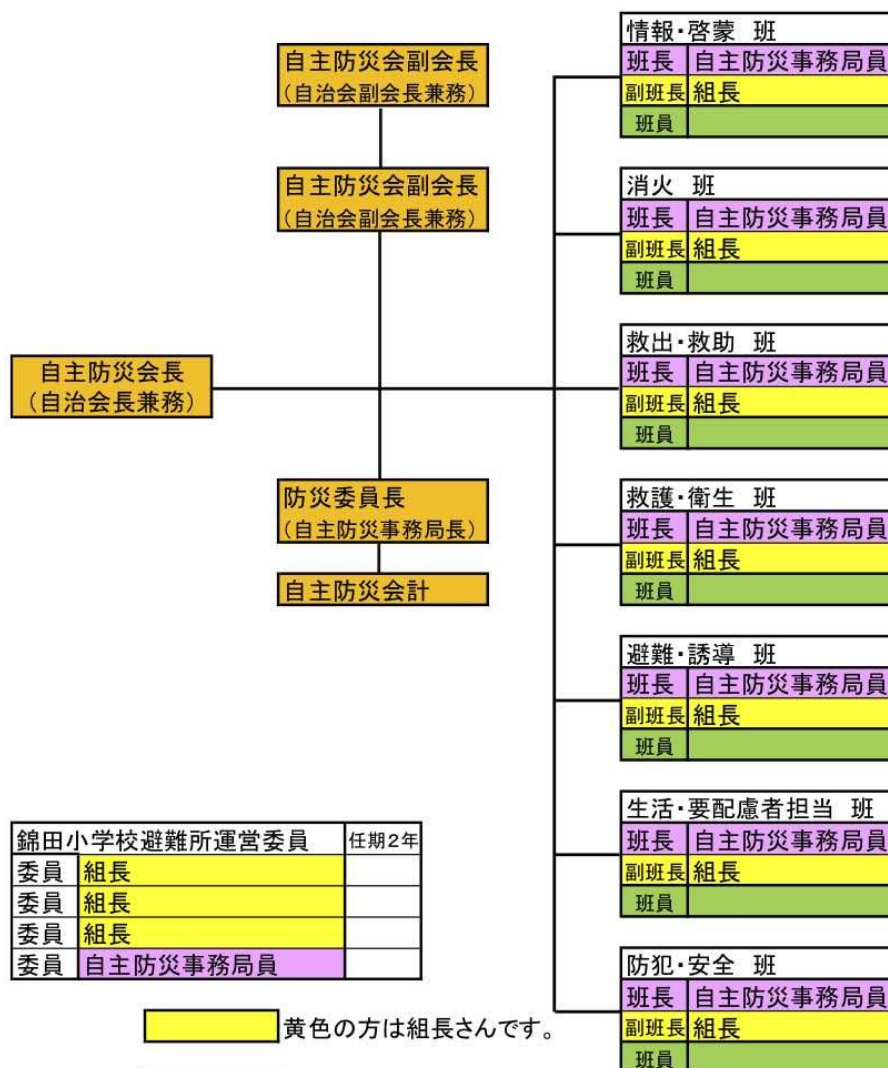 自主防災会副会長
(自治会副会長兼務)
自主防災会副会長
(自治会副会長兼務)
自主防災会長
(自治会長兼務)
防災委員長
(自主防災事務局長)
自主防災会計
情報・啓蒙 班
班長 自主防災事務局員
副班長 組長
班員
消火 班
班長 自主防災事務局員
副班長 組長
班員
救出・救助 班
班長 自主防災事務局員
副班長 組長
班員
救護・衛生 班
班長 自主防災事務局員
副班長 組長
班員
避難・誘導 班
班長 自主防災事務局員
副班長 組長
班員
生活・要配慮者担当 班
班長 自主防災事務局員
副班長 組長
班員
防犯・安全 班
班長 自主防災事務局員
副班長 組長
班員
錦田小学校避難所運営委員 任期2年
委員 組長
委員 組長
委員 組長
委員 自主防災事務局員
黄色の方は組長さんです。